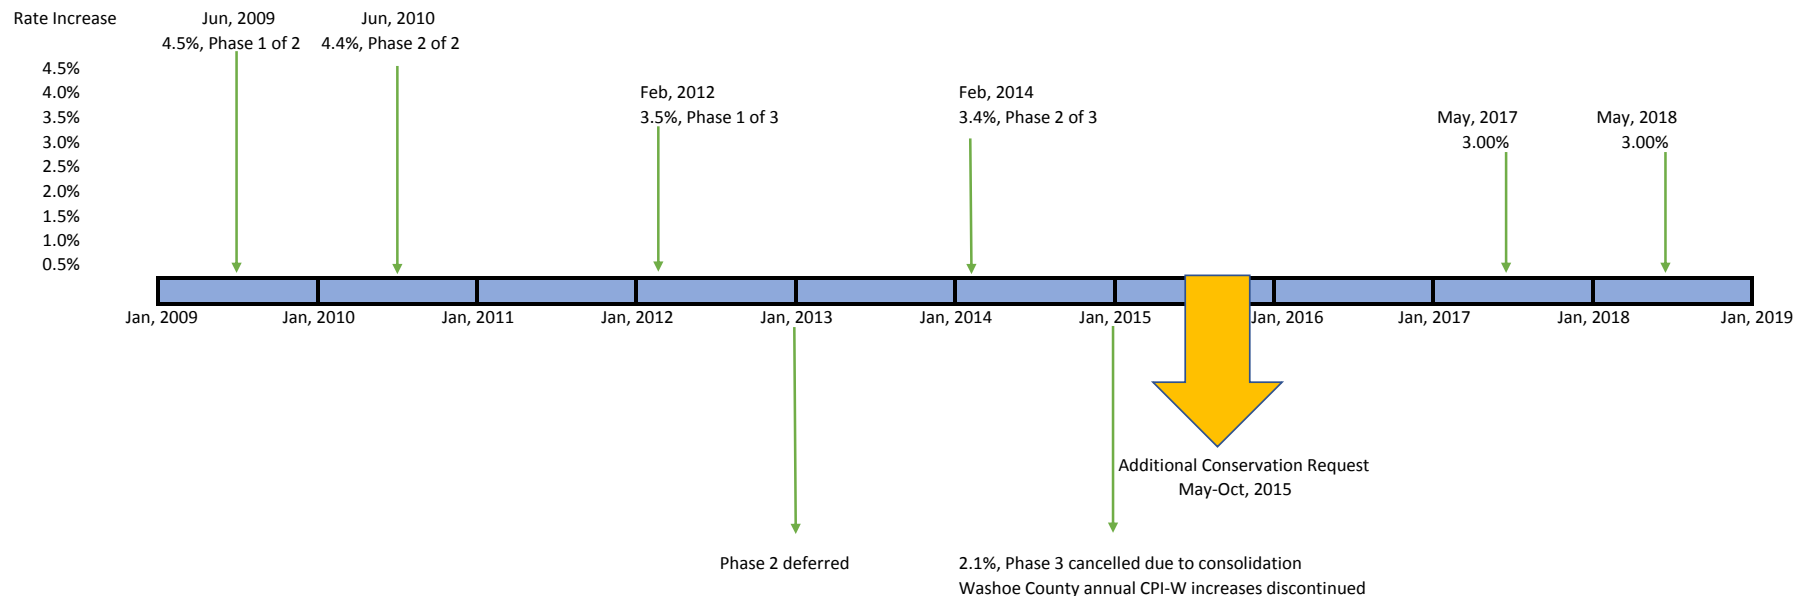 Rate Increase
Jun, 2009
4.5%, Phase 1 of 2
Jun, 2010
4.4%, Phase 2 of 2
4.5%
4.0%
3.5%
3.0%
2.5%
2.0%
1.5%
1.0%
0.5%
Feb, 2012
3.5%, Phase 1 of 3
Feb, 2014
3.4%, Phase 2 of 3
May, 2017
3.00%
May, 2018
3.00%
Jan, 2009
Jan, 2010
Jan, 2011
Jan, 2012
Jan, 2013
Jan, 2014
Jan, 2015
Jan, 2016
Jan, 2017
Jan, 2018
Jan, 2019
Additional Conservation Request
May-Oct, 2015
Phase 2 deferred
2.1%, Phase 3 cancelled due to consolidation
Washoe County annual CPI-W increases discontinued